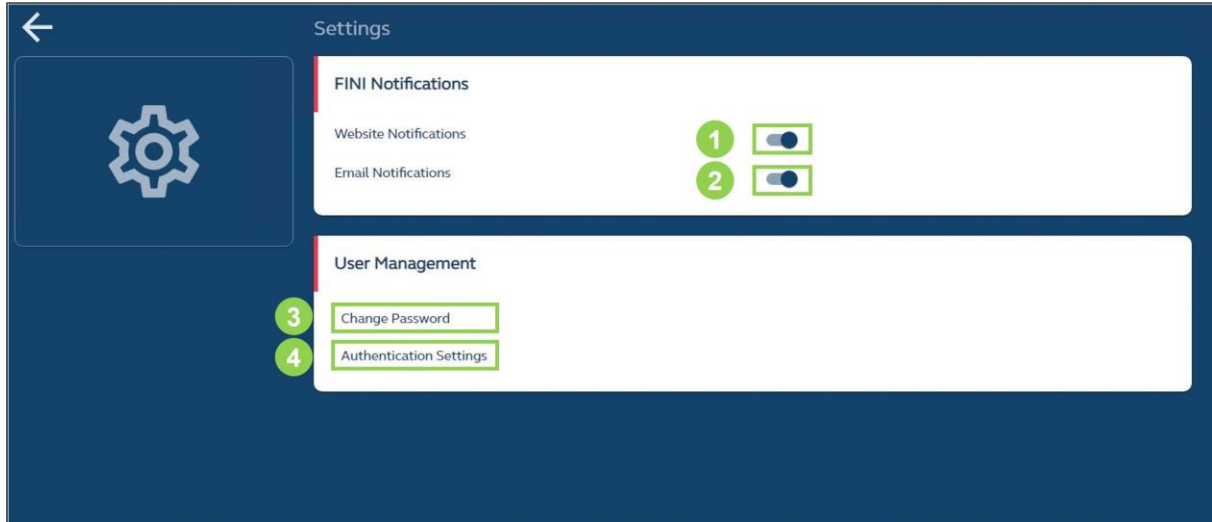 Settings
FINI Notifications
Website Notifications
1
Email Notifications
2
User Management
3
Change Password
4
Authentication Settings